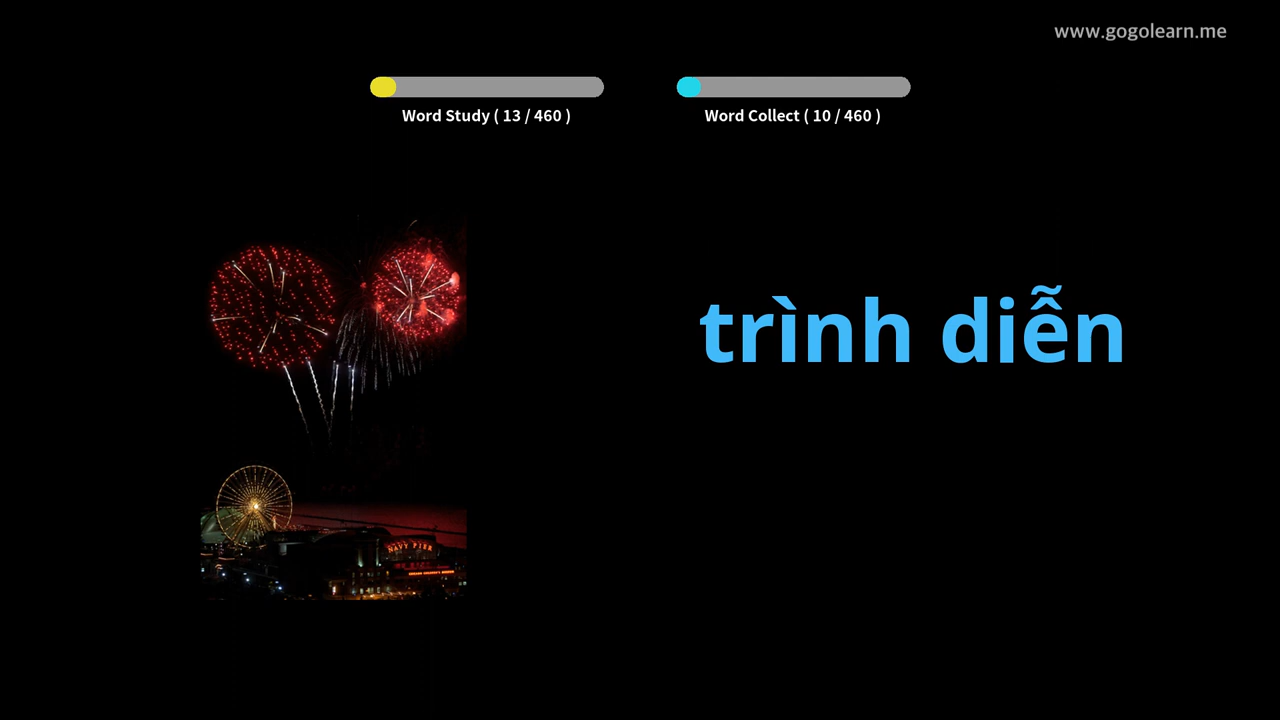 www.gogolearn.me
Word Study ( 13 / 460 )
Word Collect ( 10 / 460 )
trình diễn
NAVY PIER